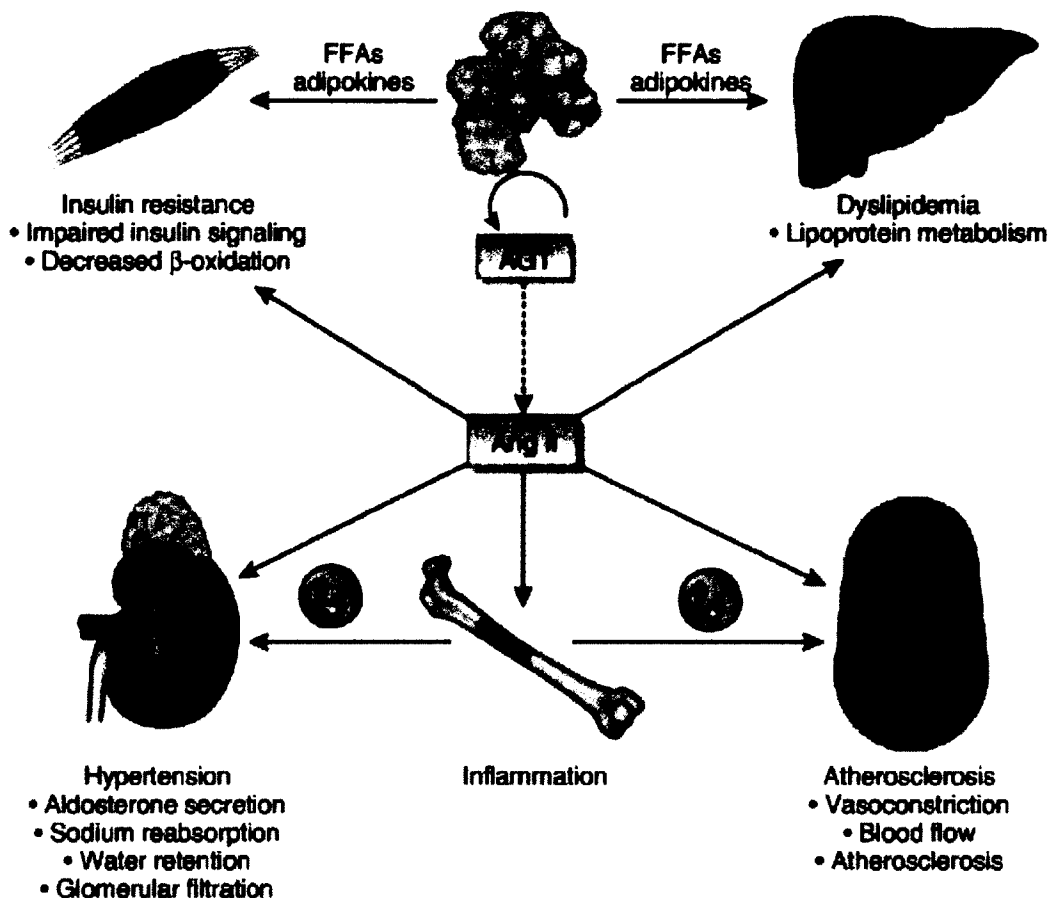 FFAs
adipokines
FFAs
adipokines
Insulin resistance
• Impaired insulin signaling
• Decreased β-oxidation
Dyslipidemia
• Lipoprotein metabolism
AGT
Ang II
Hypertension
• Aldosterone secretion
• Sodium reabsorption
• Water retention
• Glomerular filtration
Inflammation
Atherosclerosis
• Vasoconstriction
• Blood flow
• Atherosclerosis